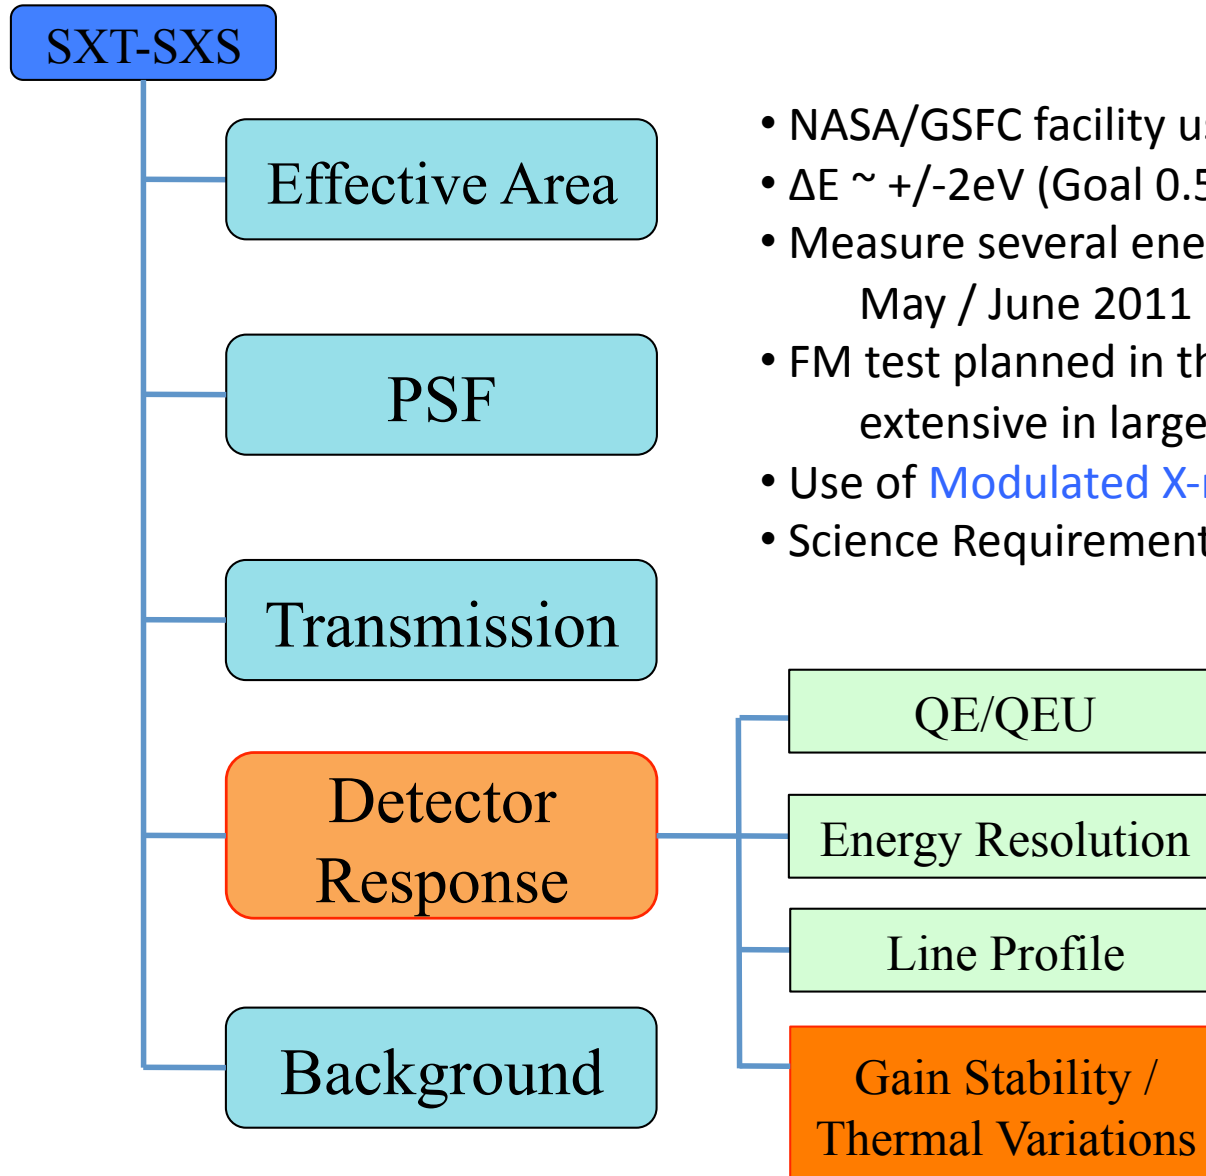 SXT-SXS
Effective Area
PSF
Transmission
Detector
Response
Background
• NASA/GSFC facility
• ΔE ~ +/-2eV (Goal 0.5
• Measure several
May / June 2011
• FM test planned in
extensive in large
• Use of Modulated
• Science Requirement
QE/QEU
Energy Resolution
Line Profile
Gain Stability /
Thermal Variations